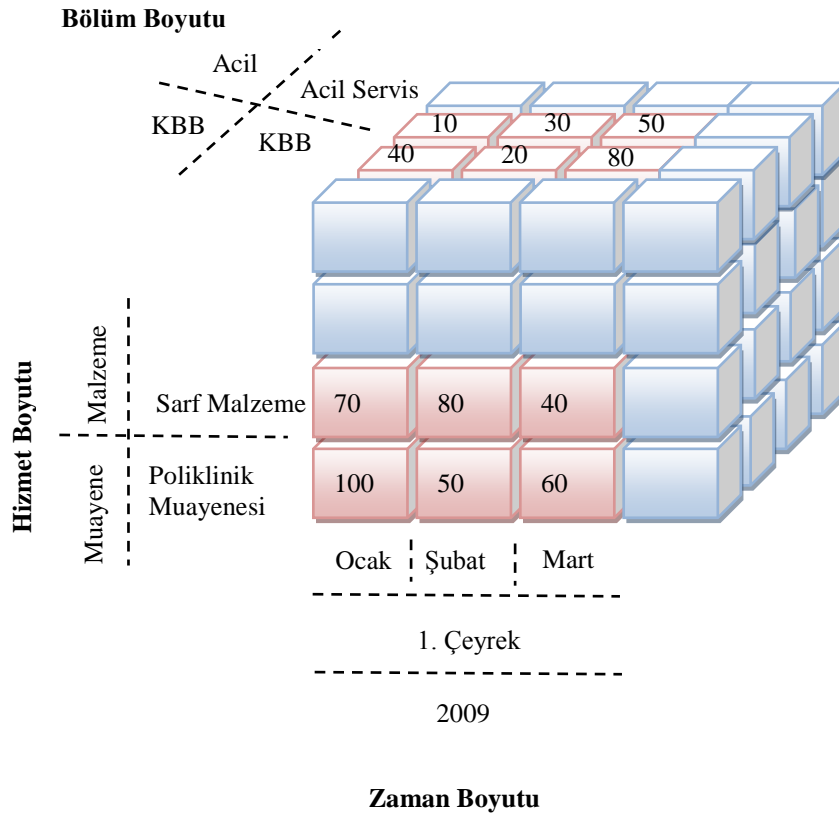 Bölüm Boyutu
Acil
Acil Servis
KBB
KBB
10 30 50
40 20 80
Hizmet Boyutu
Malzeme
Sarf Malzeme
70 80 40
Muayene
Poliklinik
Muayenesi
100 50 60
Ocak Şubat Mart
1. Çeyrek
2009
Zaman Boyutu